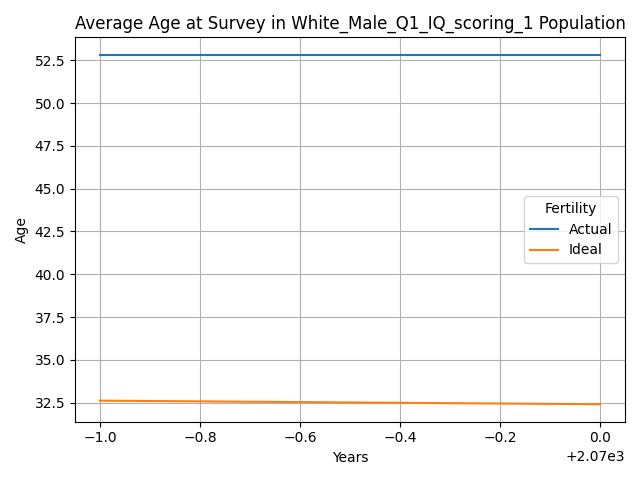 Average Age at Survey in White_Male_Q1_IQ_scoring_1 Population
52.5
50.0
47.5
45.0
42.5
40.0
37.5
35.0
32.5
Age
Fertility
Actual
Ideal
−1.0 −0.8 −0.6 −0.4 −0.2 0.0
Years
+2.07e3